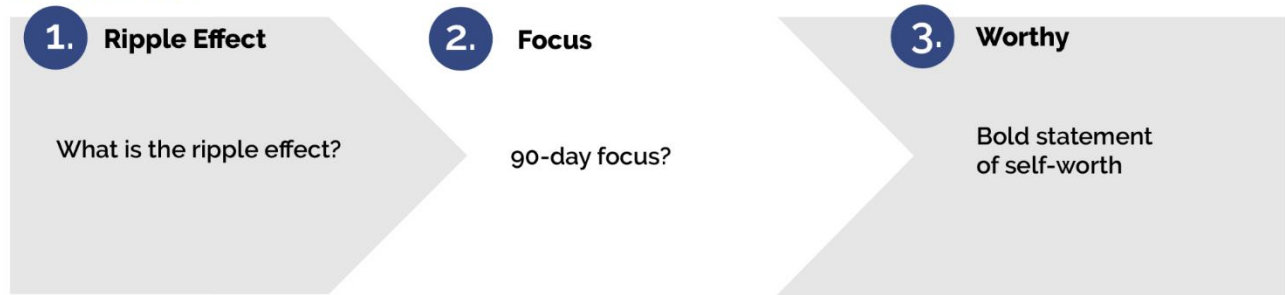 1. Ripple Effect
What is the ripple effect?
2. Focus
90-day focus?
3. Worthy
Bold statement
of self-worth